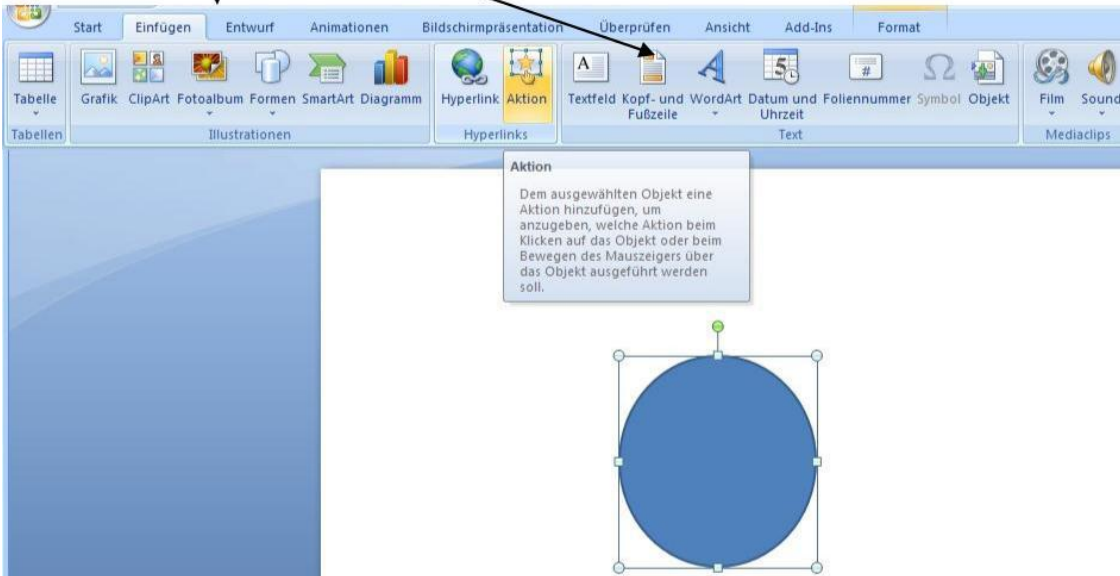 Start Einfügen Entwurf Animationen Bildschirmpräsentation Überprüfen Ansicht Add-Ins Format
Tabelle Grafik ClipArt Fotoalbum Formen SmartArt Diagramm Hyperlink Aktion Textfeld Kopf- und Fußzeile WordArt Datum und Uhrzeit Foliennummer Symbol Objekt Film Sound
Tabellen Illustrationen Hyperlinks Text Mediaclips
Aktion
Dem ausgewählten Objekt eine
Aktion hinzufügen, um
anzugeben, welche Aktion beim
Klicken auf das Objekt oder beim
Bewegen des Mauszeigers über
das Objekt ausgeführt werden
soll.